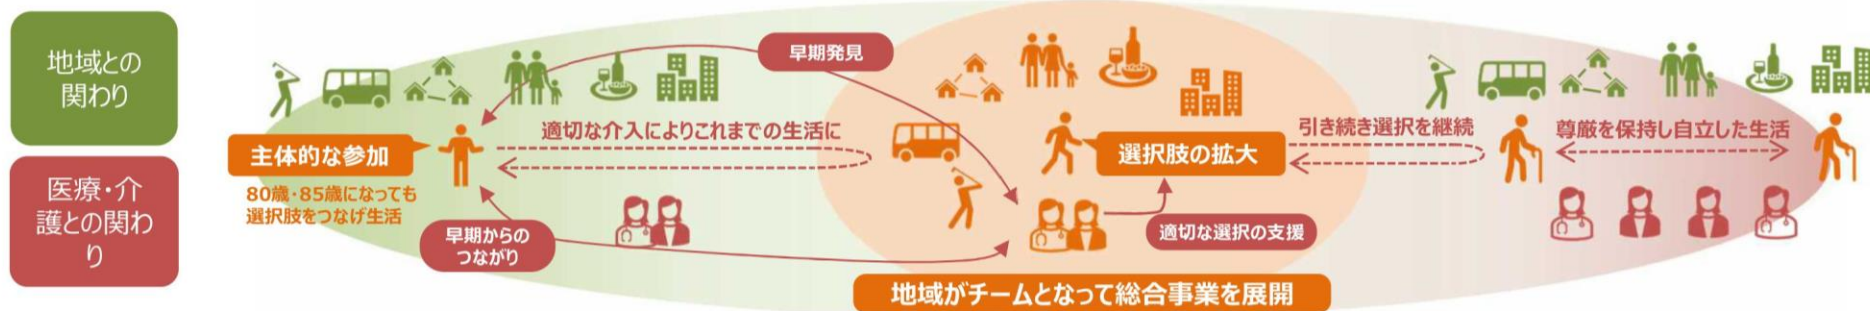 地域との
関わり
医療・介
護との関わ
り
主体的な参加
80歳・85歳になっても
選択肢をつなげ生活
早期発見
適切な介入によりこれまでの生活に
早期からの
つながり
選択肢の拡大
適切な選択の支援
地域がチームとなって総合事業を展開
引き続き選択を継続
尊厳を保持し自立した生活